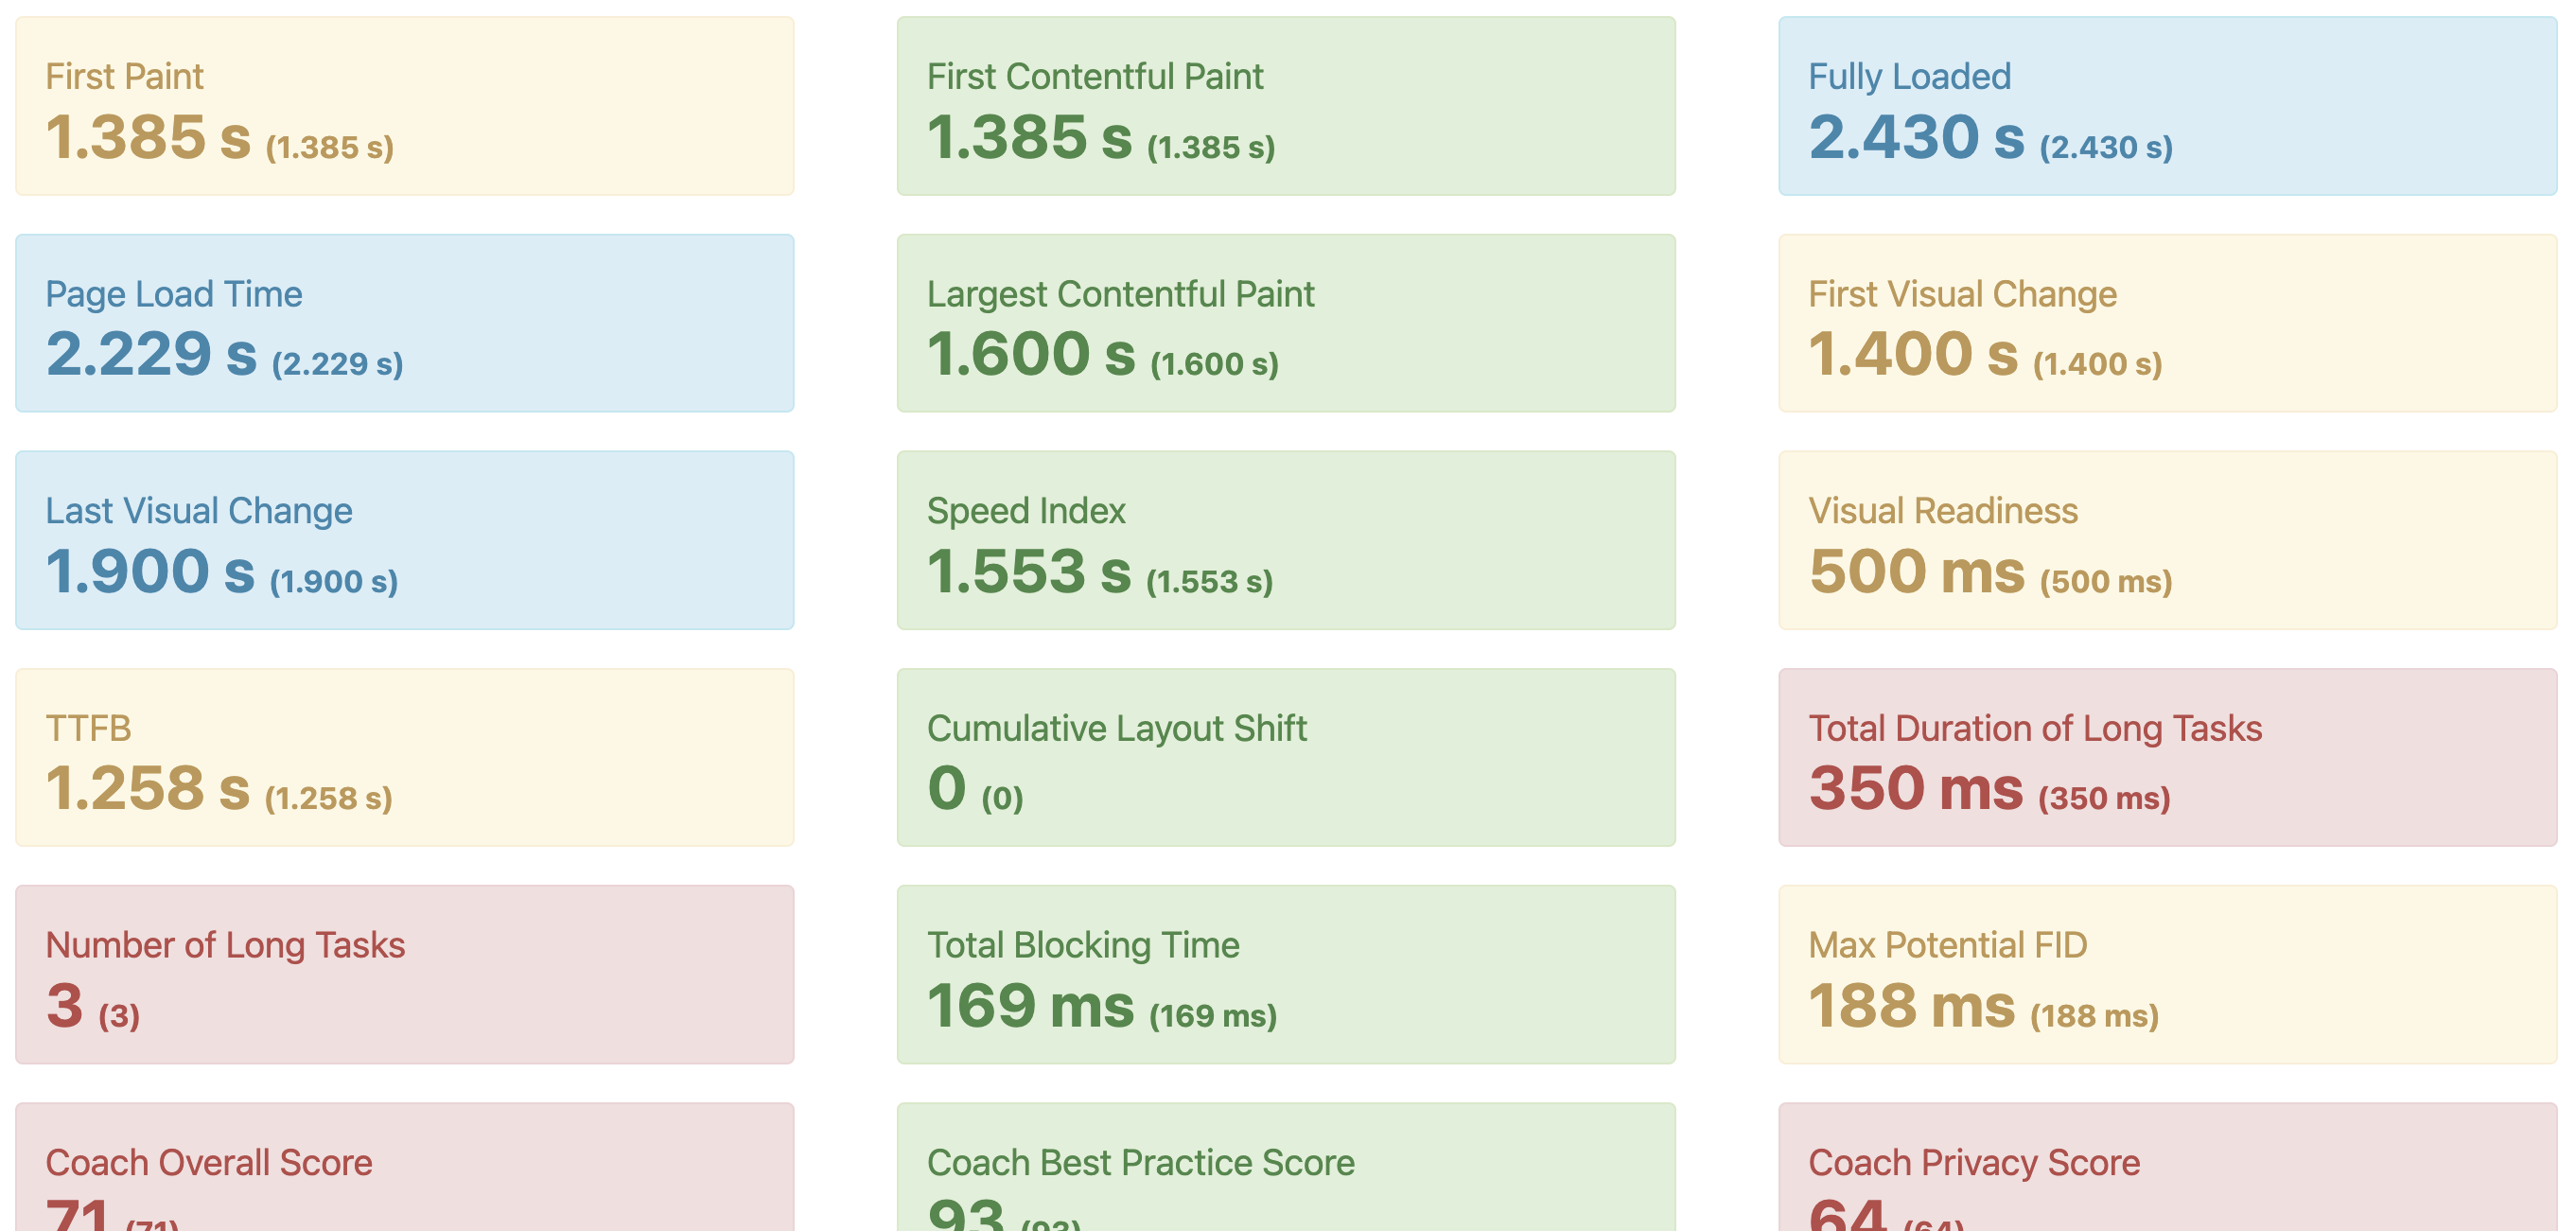 First Paint
1.385 s (1.385 s)
First Contentful Paint
1.385 s (1.385 s)
Fully Loaded
2.430 s (2.430 s)
Page Load Time
2.229 s (2.229 s)
Largest Contentful Paint
1.600 s (1.600 s)
First Visual Change
1.400 s (1.400 s)
Last Visual Change
1.900 s (1.900 s)
Speed Index
1.553 s (1.553 s)
Visual Readiness
500 ms (500 ms)
TTFB
1.258 s (1.258 s)
Cumulative Layout Shift
0 (0)
Total Duration of Long Tasks
350 ms (350 ms)
Number of Long Tasks
3 (3)
Total Blocking Time
169 ms (169 ms)
Max Potential FID
188 ms (188 ms)
Coach Overall Score
71 (71)
Coach Best Practice Score
93 (93)
Coach Privacy Score
64 (64)